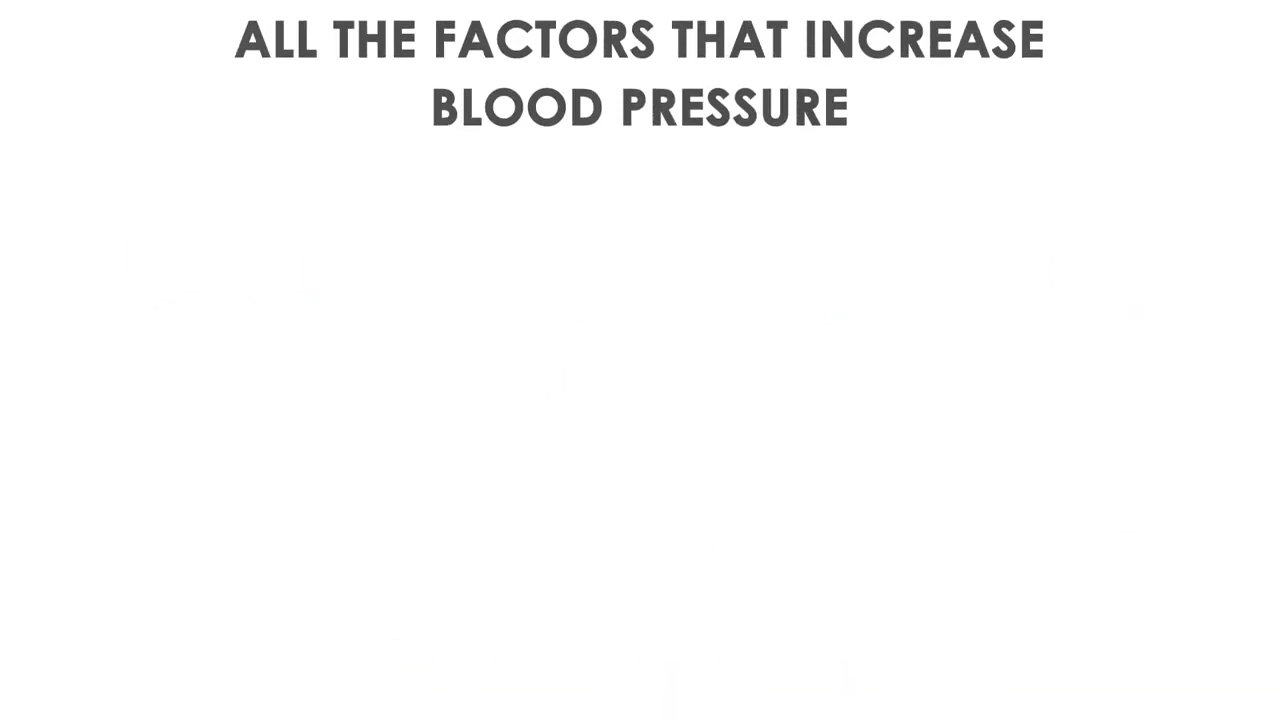 ALL THE FACTORS THAT INCREASE
BLOOD PRESSURE